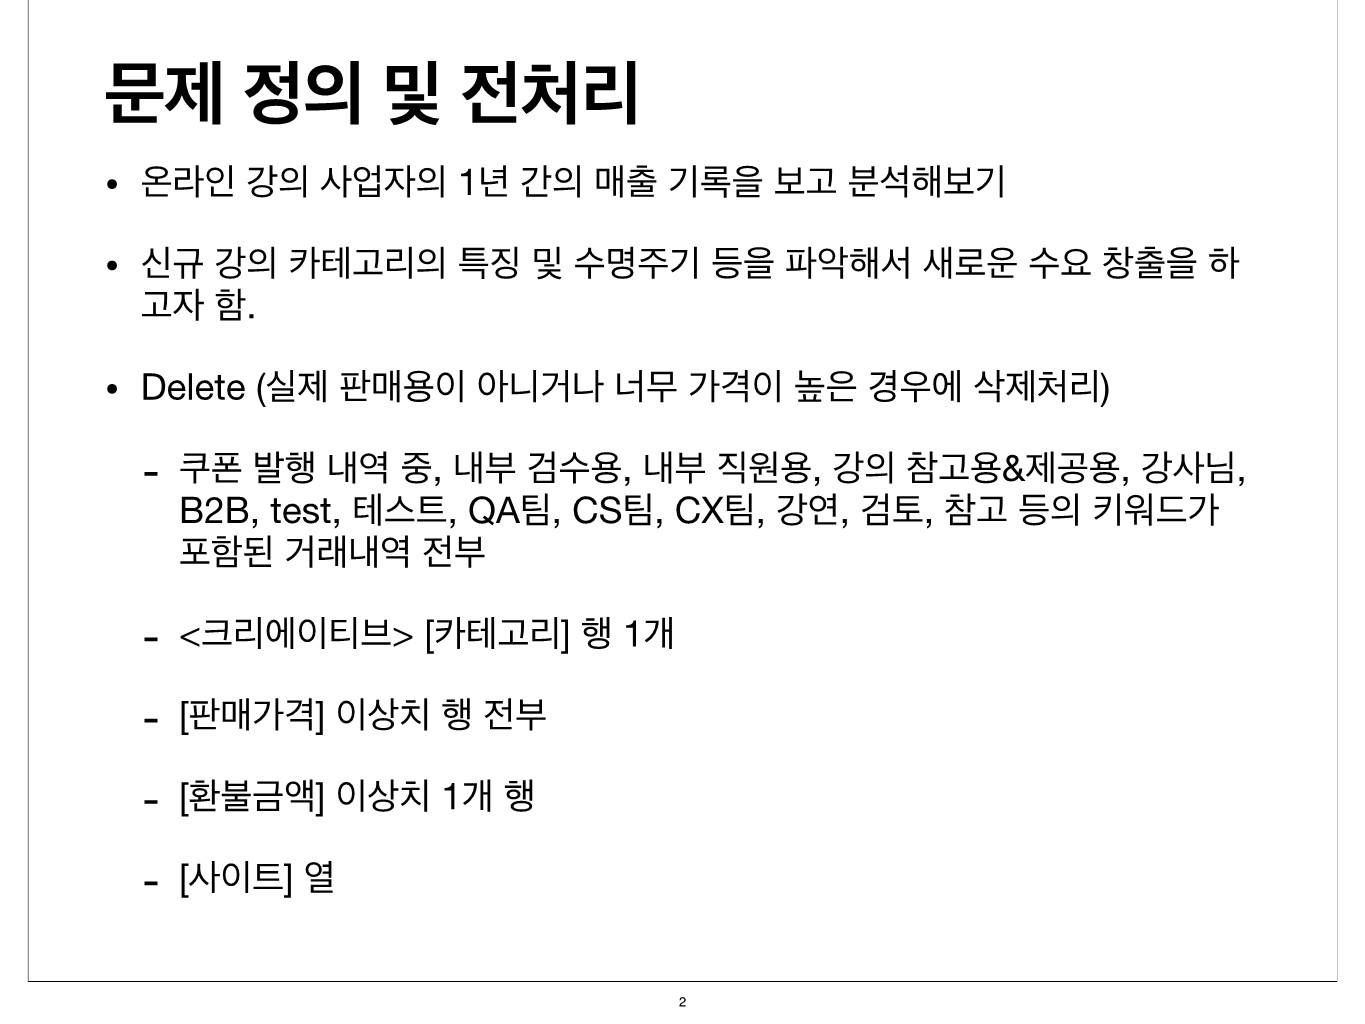 문제 정의 및 전처리
• 온라인 강의 사업자의 1년 간의 매출 기록을 보고 분석해보기
• 신규 강의 카테고리의 특징 및 수명주기 등을 파악해서 새로운 수요 창출을 하
고자 함.
• Delete (실제 판매용이 아니거나 너무 가격이 높은 경우에 삭제처리)
- 쿠폰 발행 내역 중, 내부 검수용, 내부 직원용, 강의 참고용&제공용, 강사님,
B2B, test, 테스트, QA팀, CS팀, CX팀, 강연, 검토, 참고 등의 키워드가
포함된 거래내역 전부
- <크리에이티브> [카테고리] 행 1개
- [판매가격] 이상치 행 전부
- [환불금액] 이상치 1개 행
- [사이트] 열
2